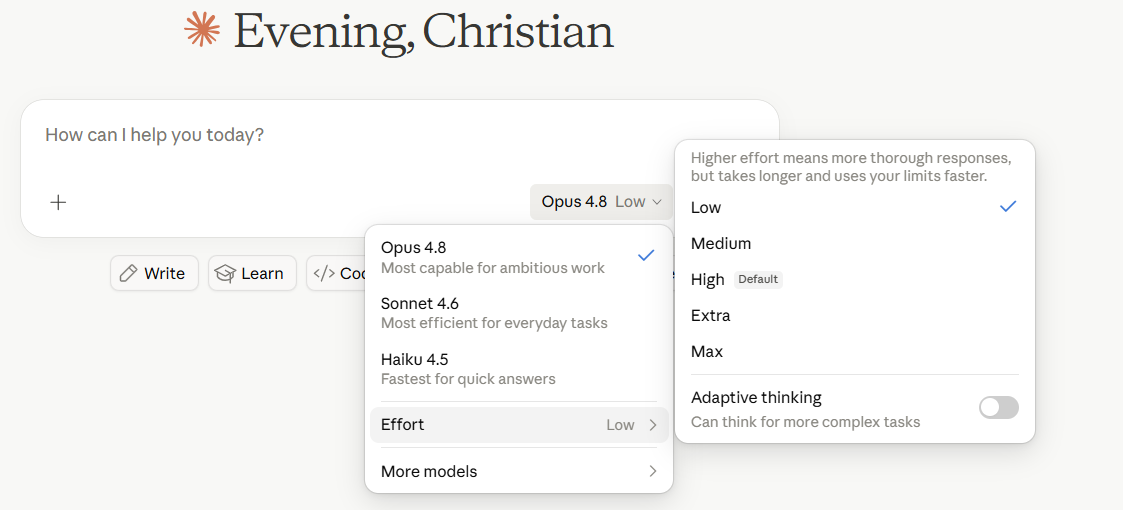 Evening, Christian
How can I help you today?
Opus 4.8 Low
Write
Learn
</> Coo
Opus 4.8
Most capable for ambitious work
Sonnet 4.6
Most efficient for everyday tasks
Haiku 4.5
Fastest for quick answers
Effort Low
More models
Higher effort means more thorough responses,
but takes longer and uses your limits faster.
Low
Medium
High Default
Extra
Max
Adaptive thinking
Can think for more complex tasks